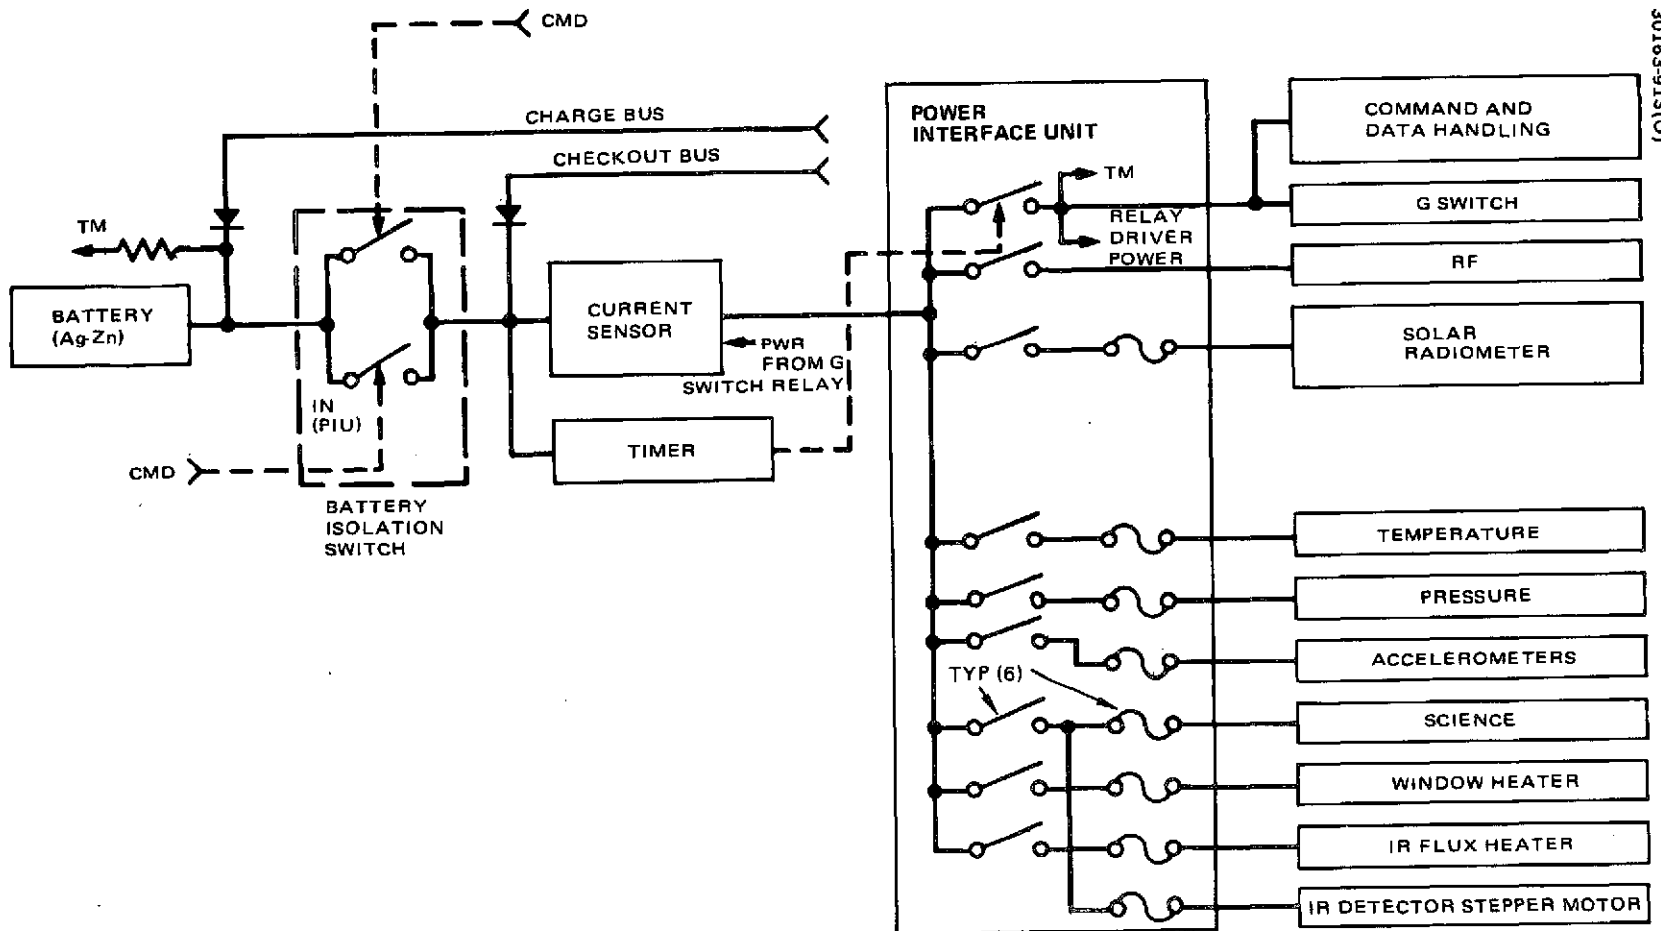 CMD
CHARGE BUS
CHECKOUT BUS
TM
BATTERY
(Ag-Zn)
IN
(PIU)
CMD
BATTERY
ISOLATION
SWITCH
CURRENT
SENSOR
PWR
FROM G
SWITCH RELAY
TIMER
POWER
INTERFACE UNIT
TM
RELAY
DRIVER
POWER
TYP (6)
COMMAND AND
DATA HANDLING
G SWITCH
RF
SOLAR
RADIOMETER
TEMPERATURE
PRESSURE
ACCELEROMETERS
SCIENCE
WINDOW HEATER
IR FLUX HEATER
IR DETECTOR STEPPER MOTOR